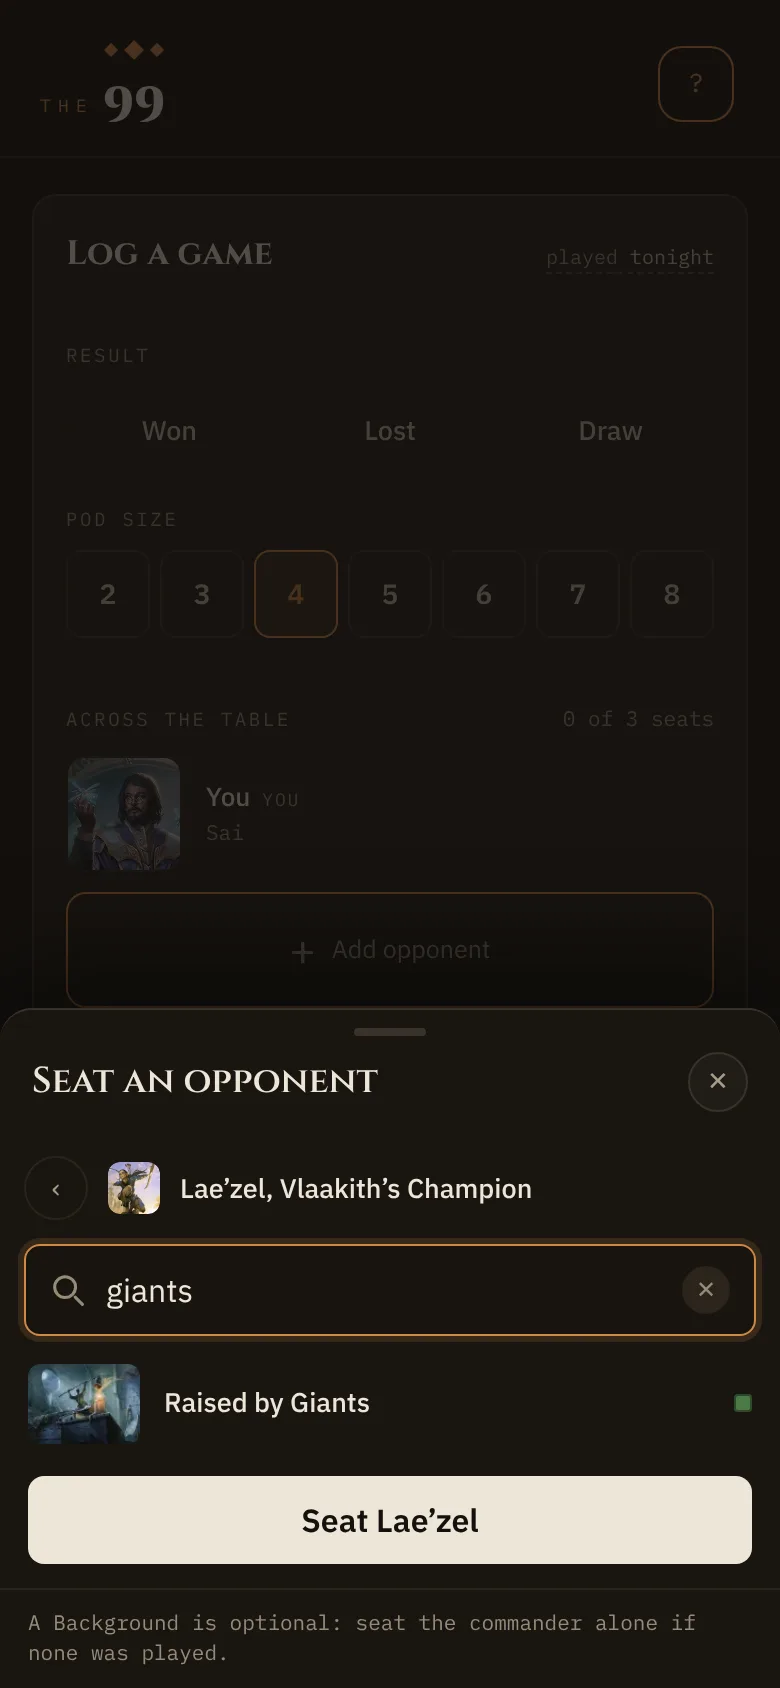 THE 99
?
Log a game
played tonight
RESULT
Won Lost Draw
POD SIZE
2 3 4 5 6 7 8
ACROSS THE TABLE 0 of 3 seats
You YOU
Sai
+ Add opponent
Seat an opponent
✕
‹ Lae’zel, Vlaakith’s Champion
giants ✕
Raised by Giants
Seat Lae’zel
A Background is optional: seat the commander alone if
none was played.